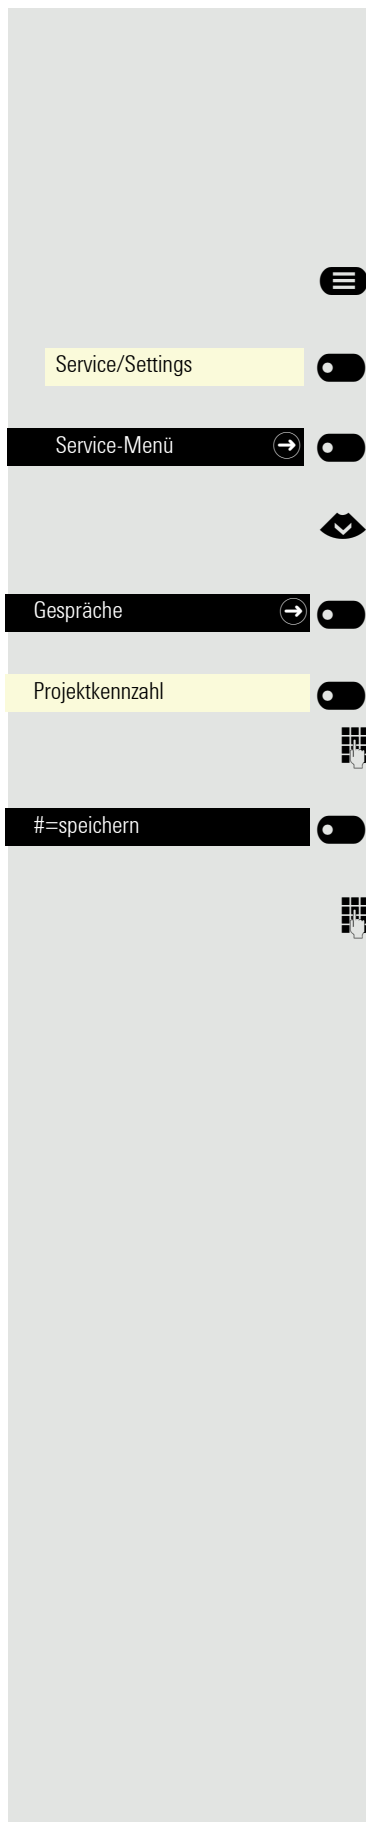 Service/Settings
Service-Menü
Gespräche
Projektkennzahl
#=speichern